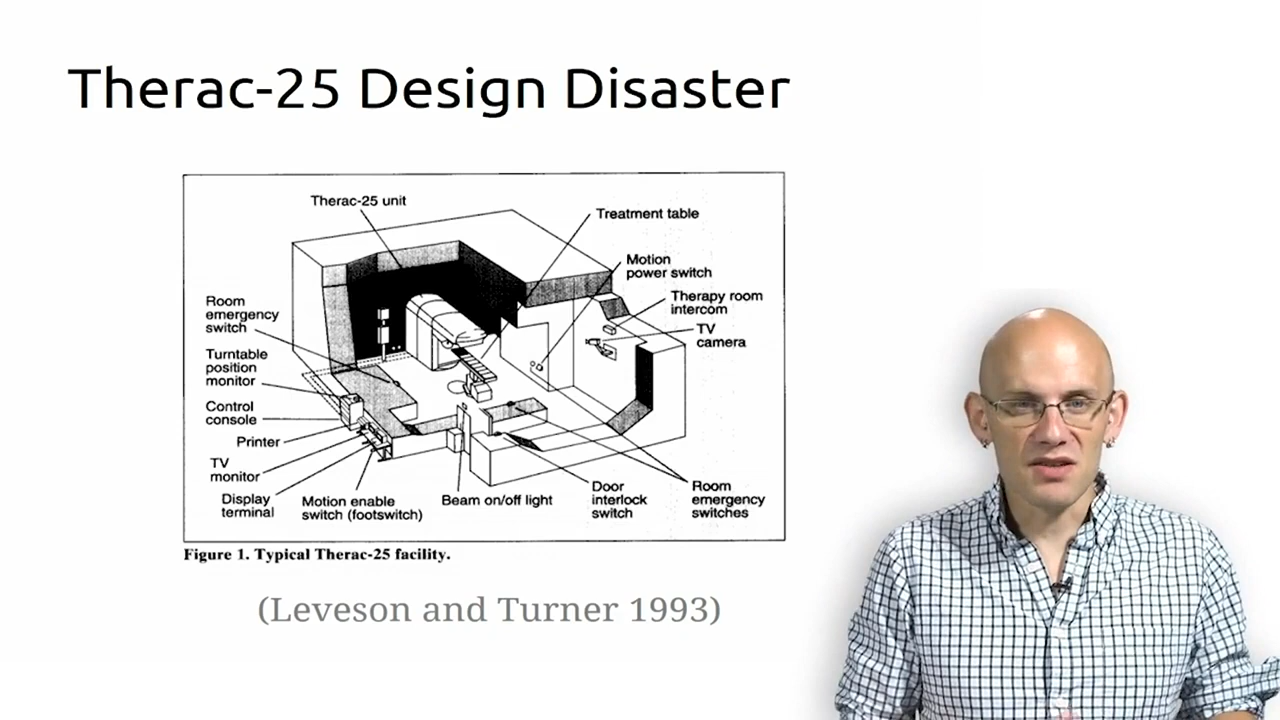 Therac-25 Design Disaster
Therac-25 unit
Treatment table
Motion
power switch
Therapy room
intercom
TV
camera
Room
emergency
switch
Turntable
position
monitor
Control
console
Printer
TV
monitor
Display
terminal
Motion enable
switch (footswitch)
Beam on/off light
Door
interlock
switch
Room
emergency
switches
Figure 1. Typical Therac-25 facility.
(Leveson and Turner 1993)